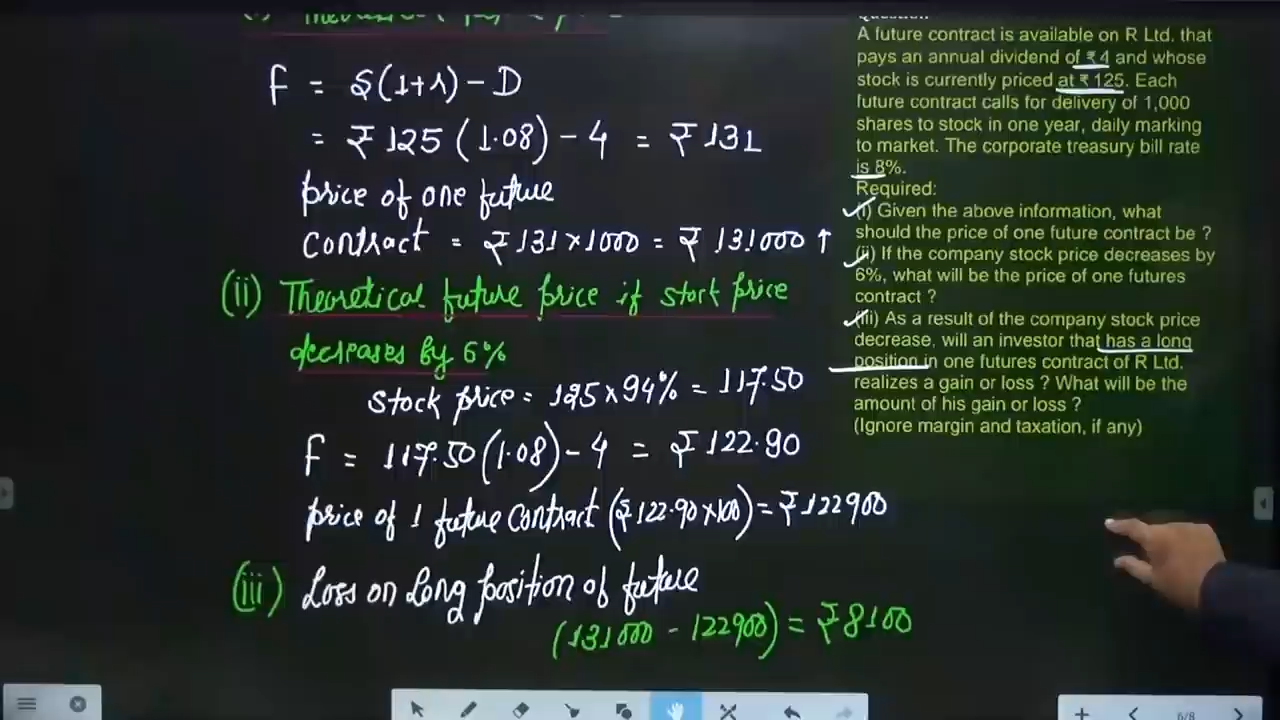 F = S(1+r) - D
= ₹125 (1.08) - 4 = ₹131
price of one future
contract = ₹131×1000 = ₹131000 ↑
(ii) Theoretical future price if stock price
decreases by 6%
stock price = 125×94% = 117.50
F = 117.50(1.08) - 4 = ₹122.90
price of 1 future contract (₹122.90×100) = ₹122900
(iii) Loss on Long position of future
(131000 - 122900) = ₹8100
Question
A future contract is available on R Ltd. that
pays an annual dividend of ₹4 and whose
stock is currently priced at ₹125. Each
future contract calls for delivery of 1,000
shares to stock in one year, daily marking
to market. The corporate treasury bill rate
is 8%.
Required:
(i) Given the above information, what
should the price of one future contract be ?
(ii) If the company stock price decreases by
6%, what will be the price of one futures
contract ?
(iii) As a result of the company stock price
decrease, will an investor that has a long
position in one futures contract of R Ltd.
realizes a gain or loss ? What will be the
amount of his gain or loss ?
(Ignore margin and taxation, if any)
6/8